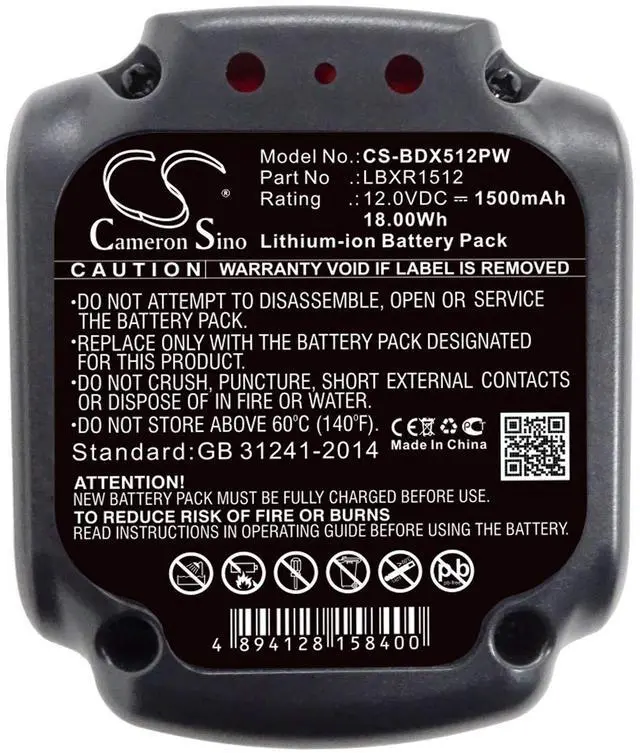 CS
®
Cameron Sino
Model No.:CS-BDX512PW
Part No :LBXR1512
Rating :12.0VDC ⎓ 1500mAh
18.00Wh
Lithium-ion Battery Pack
CAUTION WARRANTY VOID IF LABEL IS REMOVED
•DO NOT ATTEMPT TO DISASSEMBLE, OPEN OR SERVICE
THE BATTERY PACK.
•REPLACE ONLY WITH THE BATTERY PACK DESIGNATED
FOR THIS PRODUCT.
•DO NOT CRUSH, PUNCTURE, SHORT EXTERNAL CONTACTS
OR DISPOSE OF IN FIRE OR WATER.
•DO NOT STORE ABOVE 60°C (140°F).
CE
Made In China
Standard:GB 31241-2014
ATTENTION!
NEW BATTERY PACK MUST BE FULLY CHARGED BEFORE USE.
TO REDUCE RISK OF FIRE OR BURNS
READ INSTRUCTIONS IN OPERATING GUIDE BEFORE USING THE BATTERY.
pb
pb-free
4 894128 158400